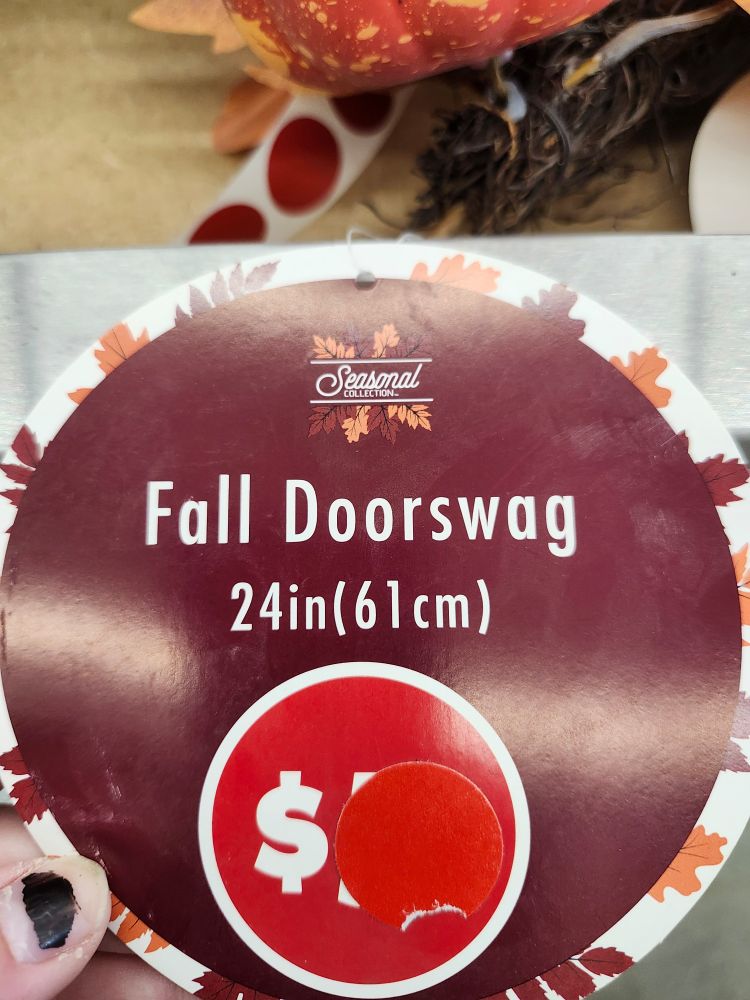 Seasonal
COLLECTION
Fall Doorswag
24in(61cm)
$